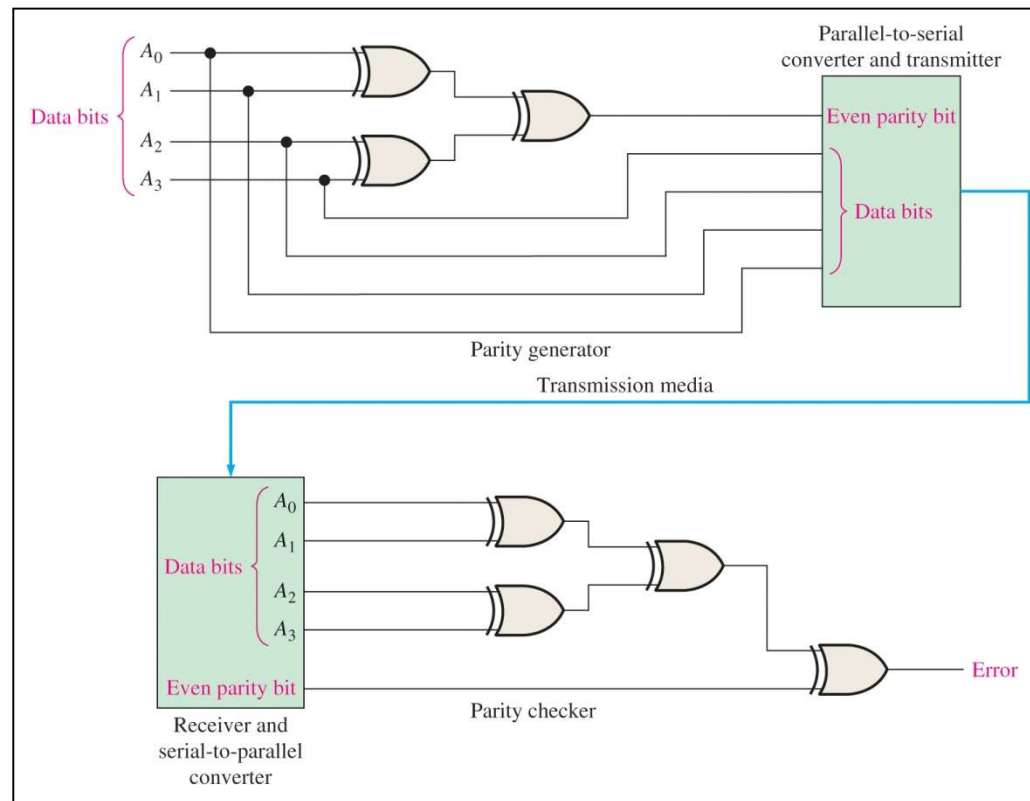 Parallel-to-serial
converter and transmitter
Data bits
A0
A1
A2
A3
Even parity bit
Data bits
Parity generator
Transmission media
Data bits
A0
A1
A2
A3
Even parity bit
Receiver and
serial-to-parallel
converter
Parity checker
Error